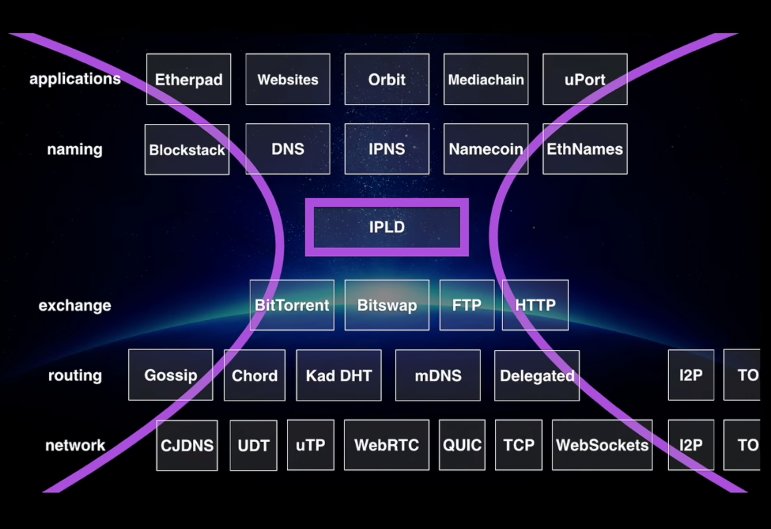 applications Etherpad Websites Orbit Mediachain uPort
naming Blockstack DNS IPNS Namecoin EthNames
IPLD
exchange BitTorrent Bitswap FTP HTTP
routing Gossip Chord Kad DHT mDNS Delegated I2P TO
network CJDNS UDT uTP WebRTC QUIC TCP WebSockets I2P TO